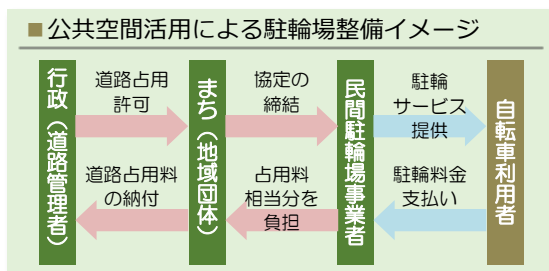 ■公共空間活用による駐輪場整備イメージ
行政（道路管理者）
道路占用
許可
道路占用料
の納付
まち（地域団体）
協定の
締結
占用料
相当分を
負担
民間駐輪場事業者
駐輪
サービス
提供
駐輪料金
支払い
自転車利用者